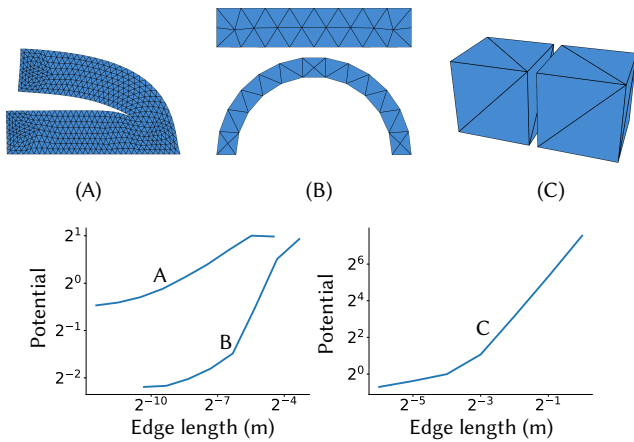 (A)
(B)
(C)
2^1
2^0
2^−1
2^−2
Potential
A
B
2^−10
2^−7
2^−4
Edge length (m)
2^6
2^4
2^2
2^0
Potential
C
2^−5
2^−3
2^−1
Edge length (m)